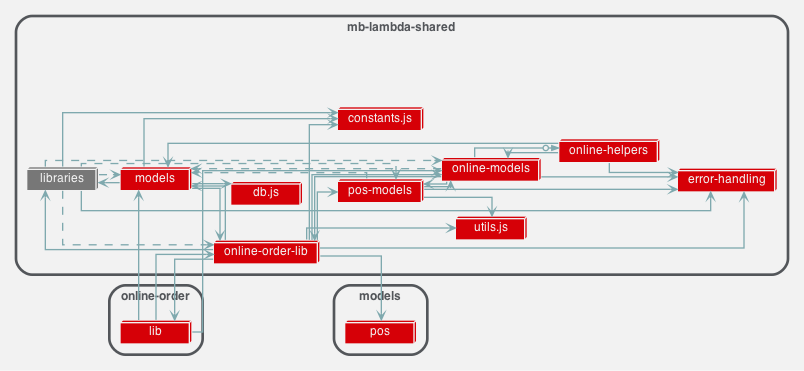 mb-lambda-shared
constants.js
online-helpers
online-models
libraries
models
error-handling
pos-models
db.js
utils.js
online-order-lib
online-order
models
lib
pos